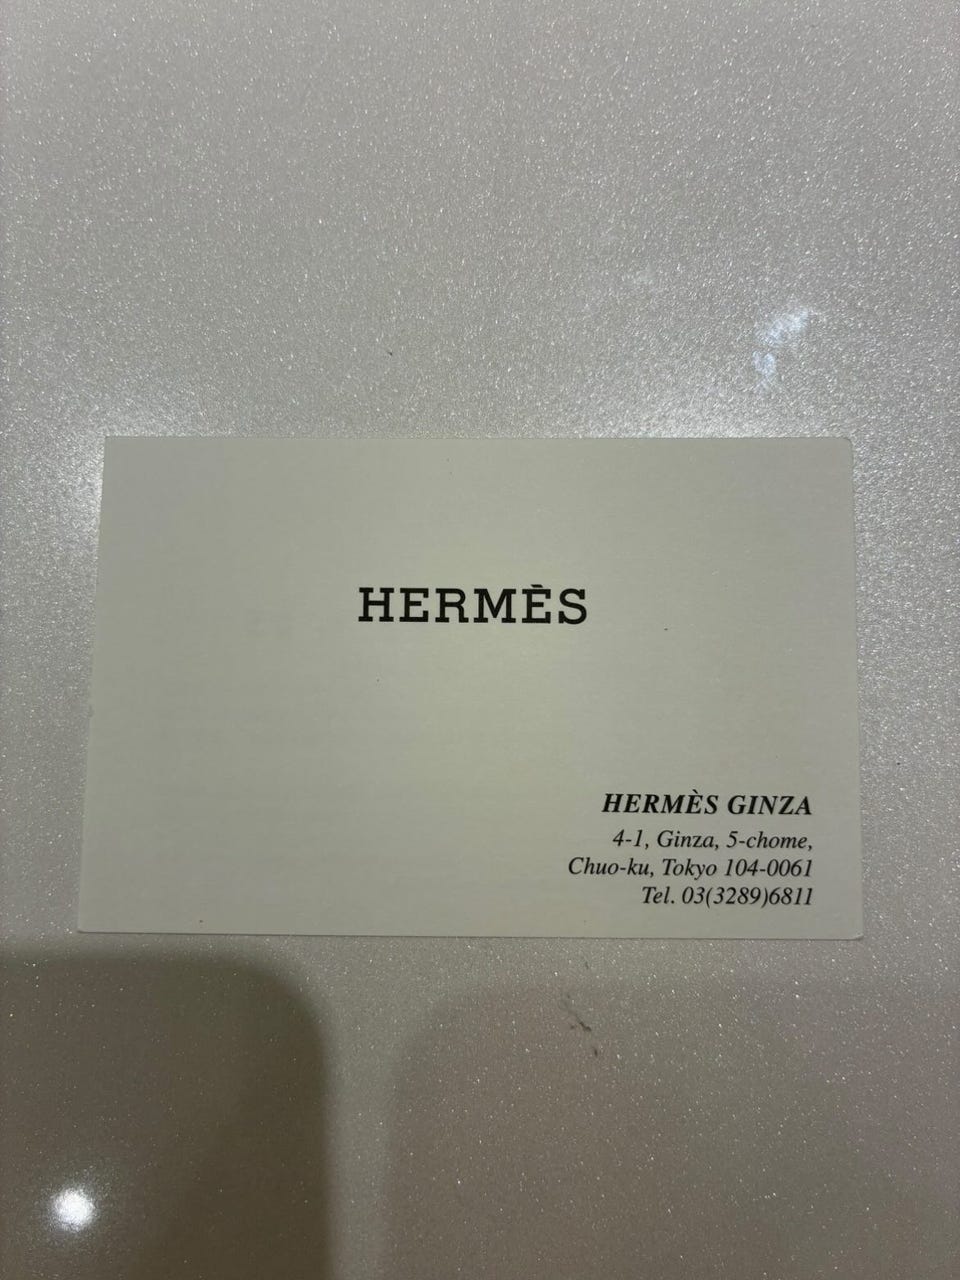 HERMÈS
HERMÈS GINZA
4-1, Ginza, 5-chome,
Chuo-ku, Tokyo 104-0061
Tel. 03(3289)6811